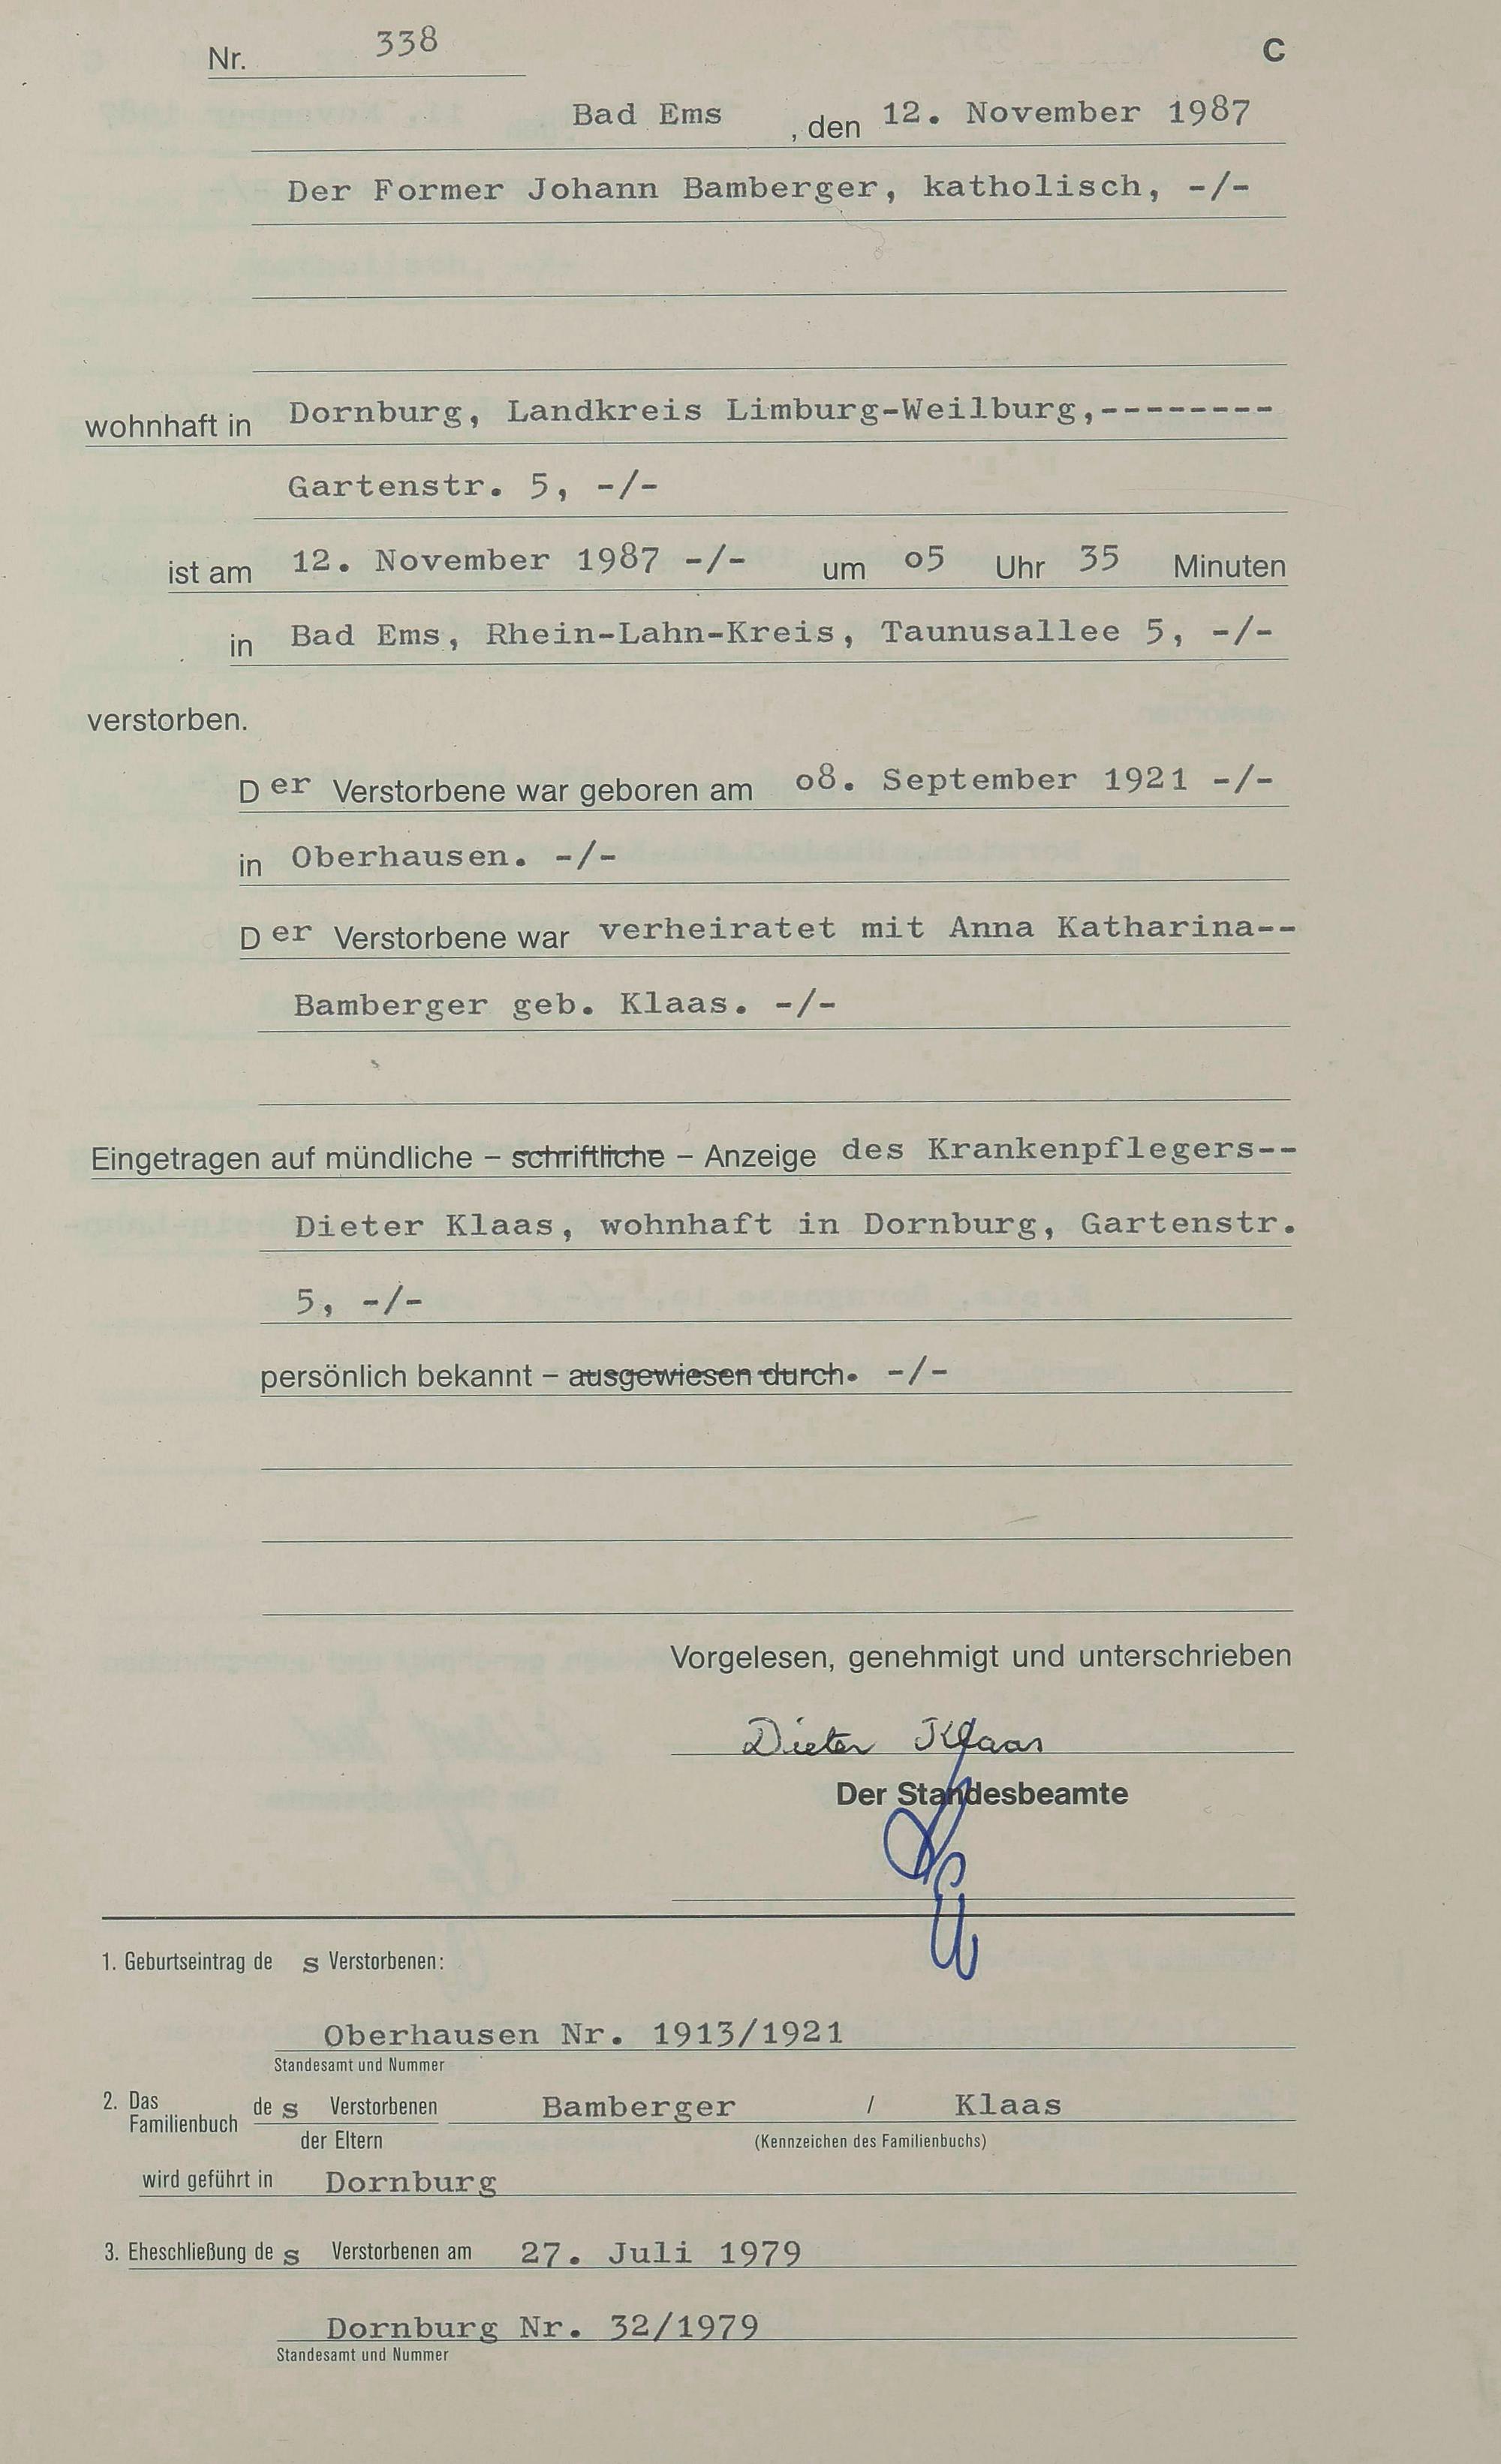 Nr. 338 C
Bad Ems , den 12. November 1987
Der Former Johann Bamberger, katholisch, -/-
wohnhaft in Dornburg, Landkreis Limburg-Weilburg,--------
Gartenstr. 5, -/-
ist am 12. November 1987 -/- um o5 Uhr 35 Minuten
in Bad Ems, Rhein-Lahn-Kreis, Taunusallee 5, -/-
verstorben.
Der Verstorbene war geboren am o8. September 1921 -/-
in Oberhausen. -/-
Der Verstorbene war verheiratet mit Anna Katharina--
Bamberger geb. Klaas. -/-
Eingetragen auf mündliche – schriftliche – Anzeige des Krankenpflegers--
Dieter Klaas, wohnhaft in Dornburg, Gartenstr.
5, -/-
persönlich bekannt – ausgewiesen durch. -/-
Vorgelesen, genehmigt und unterschrieben
Dieter Klaas
Der Standesbeamte
1. Geburtseintrag des Verstorbenen:
Oberhausen Nr. 1913/1921
Standesamt und Nummer
2. Das Familienbuch des Verstorbenen Bamberger / Klaas
der Eltern (Kennzeichen des Familienbuchs)
wird geführt in Dornburg
3. Eheschließung des Verstorbenen am 27. Juli 1979
Dornburg Nr. 32/1979
Standesamt und Nummer